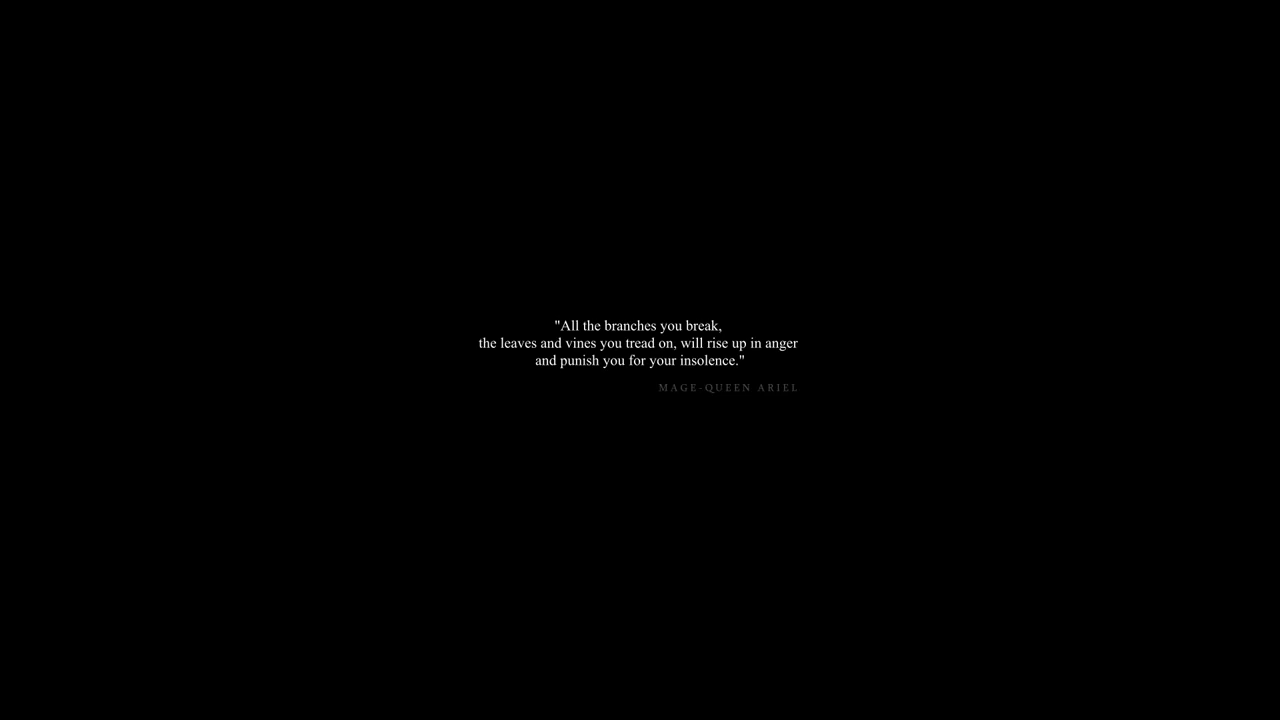 "All the branches you break,
the leaves and vines you tread on, will rise up in anger
and punish you for your insolence."
MAGE-QUEEN ARIEL